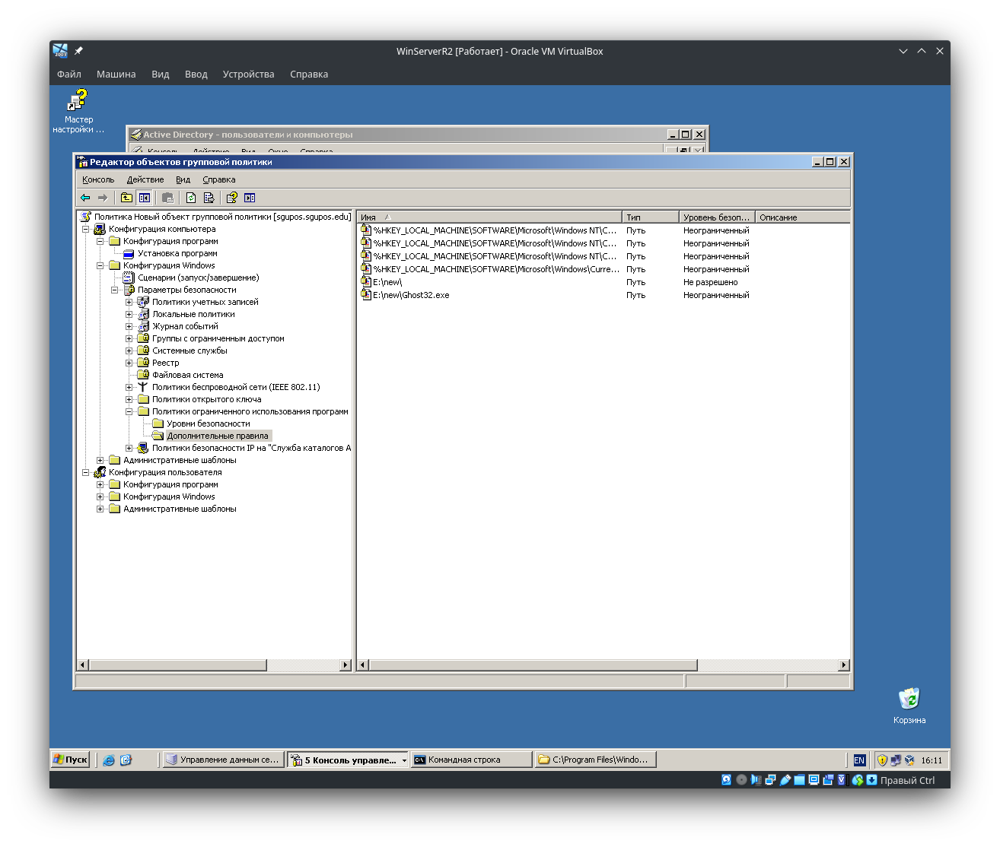 WinServerR2 [Работает] - Oracle VM VirtualBox
Файл Машина Вид Ввод Устройства Справка
Мастер
настройки ...
Active Directory - пользователи и компьютеры
Консоль Действие Вид Окно Справка
Редактор объектов групповой политики
Консоль Действие Вид Справка
Политика Новый объект групповой политики [sgupos.sgupos.edu]
Конфигурация компьютера
Конфигурация программ
Установка программ
Конфигурация Windows
Сценарии (запуск/завершение)
Параметры безопасности
Политики учетных записей
Локальные политики
Журнал событий
Группы с ограниченным доступом
Системные службы
Реестр
Файловая система
Политики беспроводной сети (IEEE 802.11)
Политики открытого ключа
Политики ограниченного использования программ
Уровни безопасности
Дополнительные правила
Политики безопасности IP на "Служба каталогов A
Административные шаблоны
Конфигурация пользователя
Конфигурация программ
Конфигурация Windows
Административные шаблоны
Имя Тип Уровень безоп... Описание
%HKEY_LOCAL_MACHINE\SOFTWARE\Microsoft\Windows NT\C... Путь Неограниченный
%HKEY_LOCAL_MACHINE\SOFTWARE\Microsoft\Windows NT\C... Путь Неограниченный
%HKEY_LOCAL_MACHINE\SOFTWARE\Microsoft\Windows NT\C... Путь Неограниченный
%HKEY_LOCAL_MACHINE\SOFTWARE\Microsoft\Windows\Curre... Путь Неограниченный
E:\new\ Путь Не разрешено
E:\new\Ghost32.exe Путь Неограниченный
Корзина
Пуск Управление данным се... 5 Консоль управле... Командная строка C:\Program Files\Windo... EN 16:11
Правый Ctrl